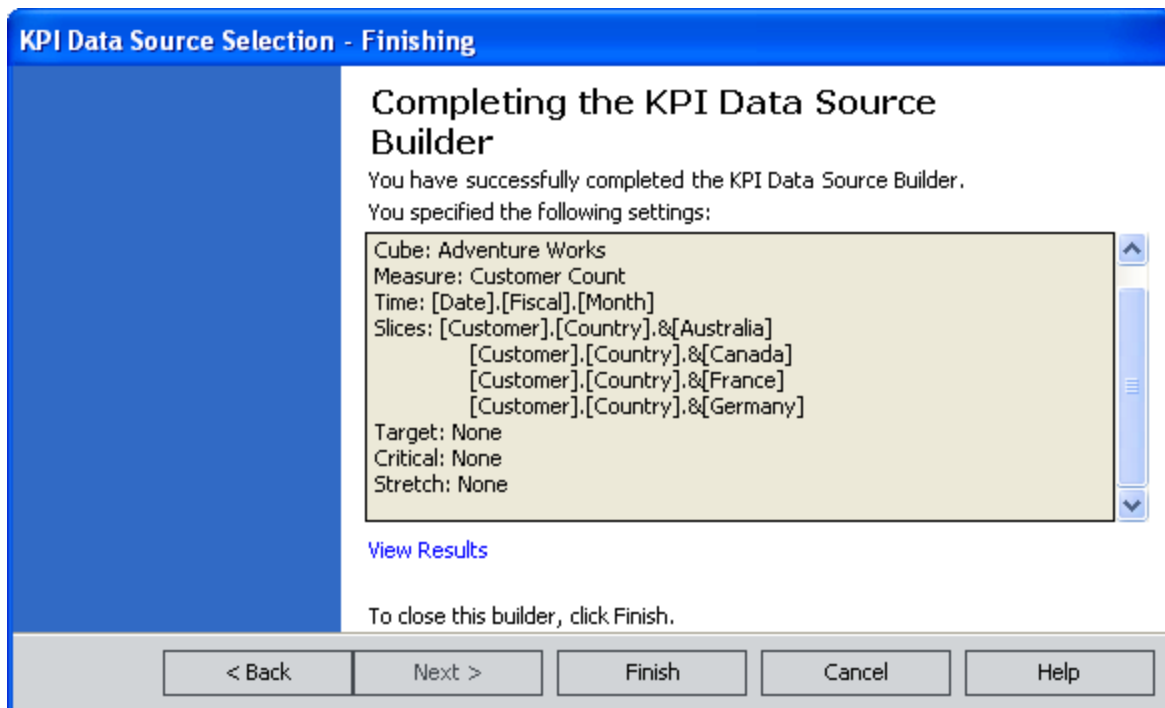 KPI Data Source Selection - Finishing
Completing the KPI Data Source
Builder
You have successfully completed the KPI Data Source Builder.
You specified the following settings:
Cube: Adventure Works
Measure: Customer Count
Time: [Date].[Fiscal].[Month]
Slices: [Customer].[Country].&[Australia]
[Customer].[Country].&[Canada]
[Customer].[Country].&[France]
[Customer].[Country].&[Germany]
Target: None
Critical: None
Stretch: None
View Results
To close this builder, click Finish.
< Back Next > Finish Cancel Help